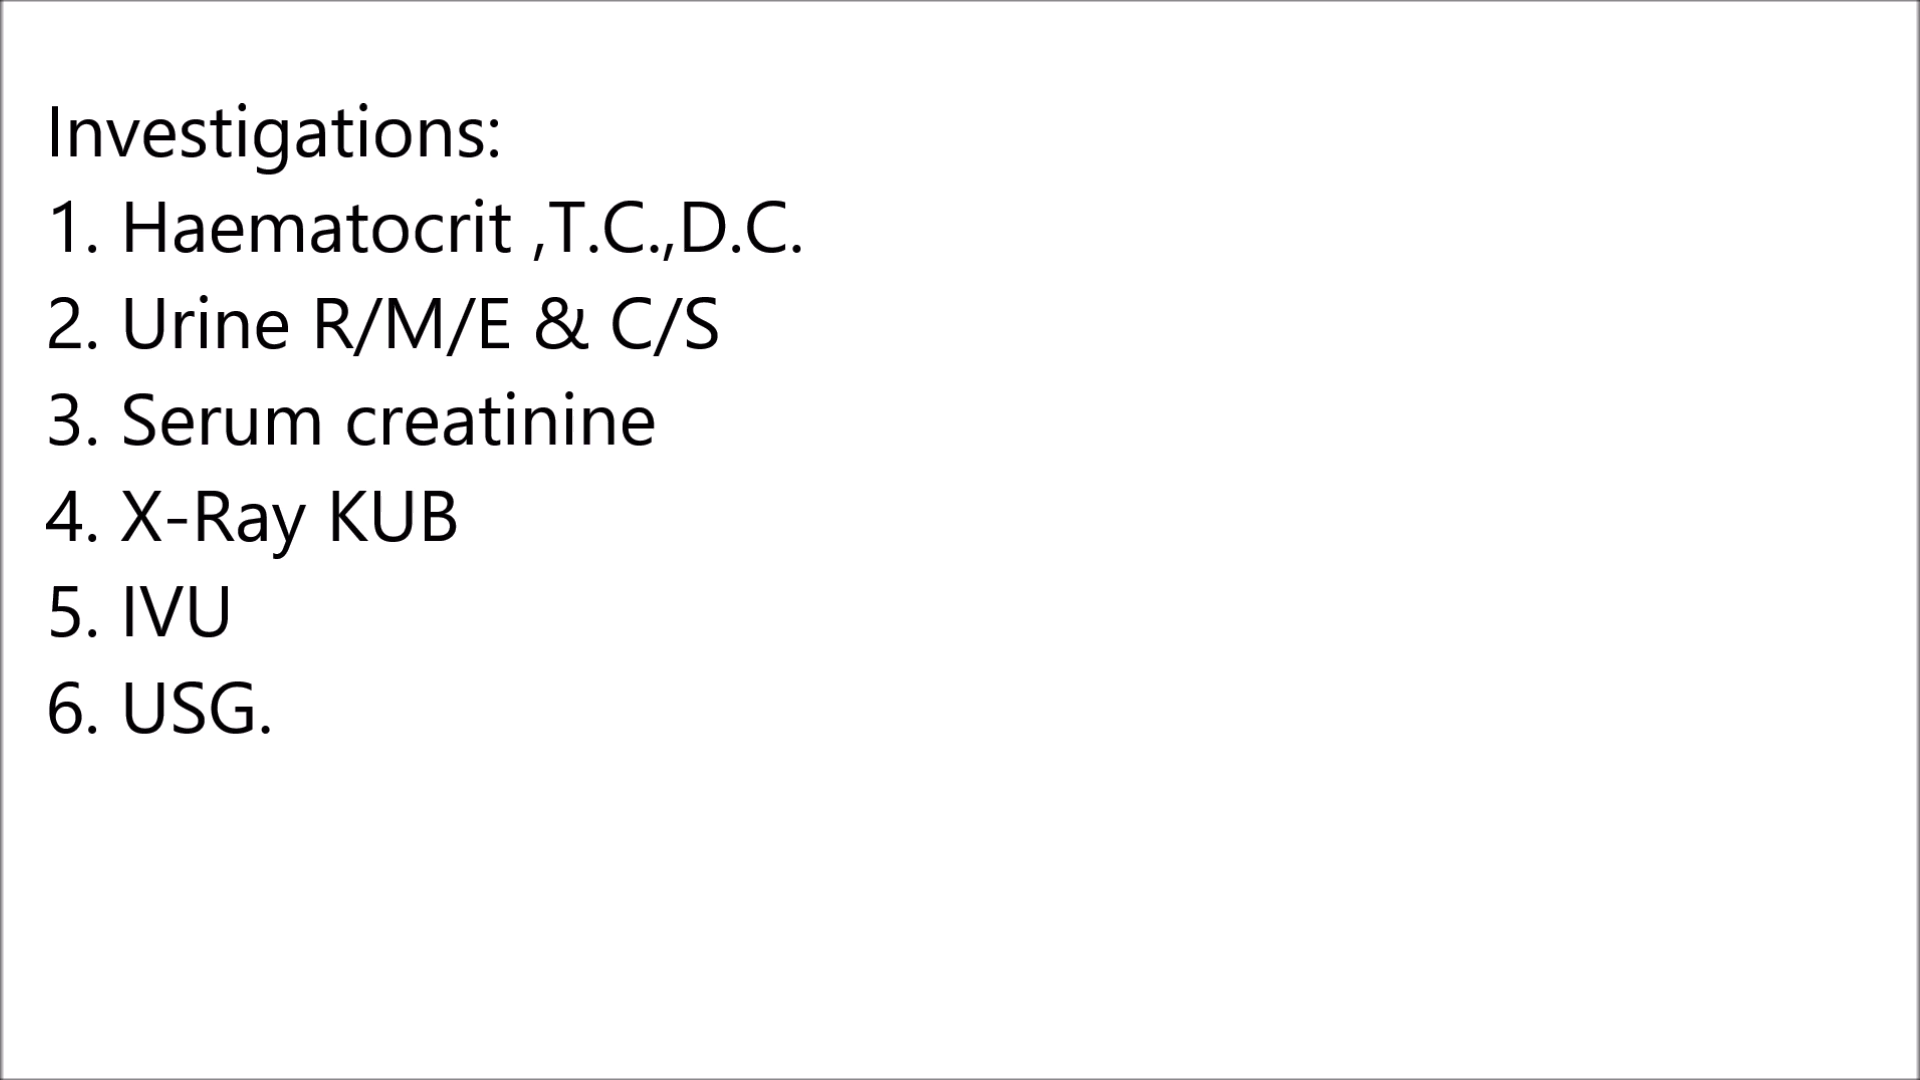 Investigations:
1. Haematocrit ,T.C.,D.C.
2. Urine R/M/E & C/S
3. Serum creatinine
4. X-Ray KUB
5. IVU
6. USG.